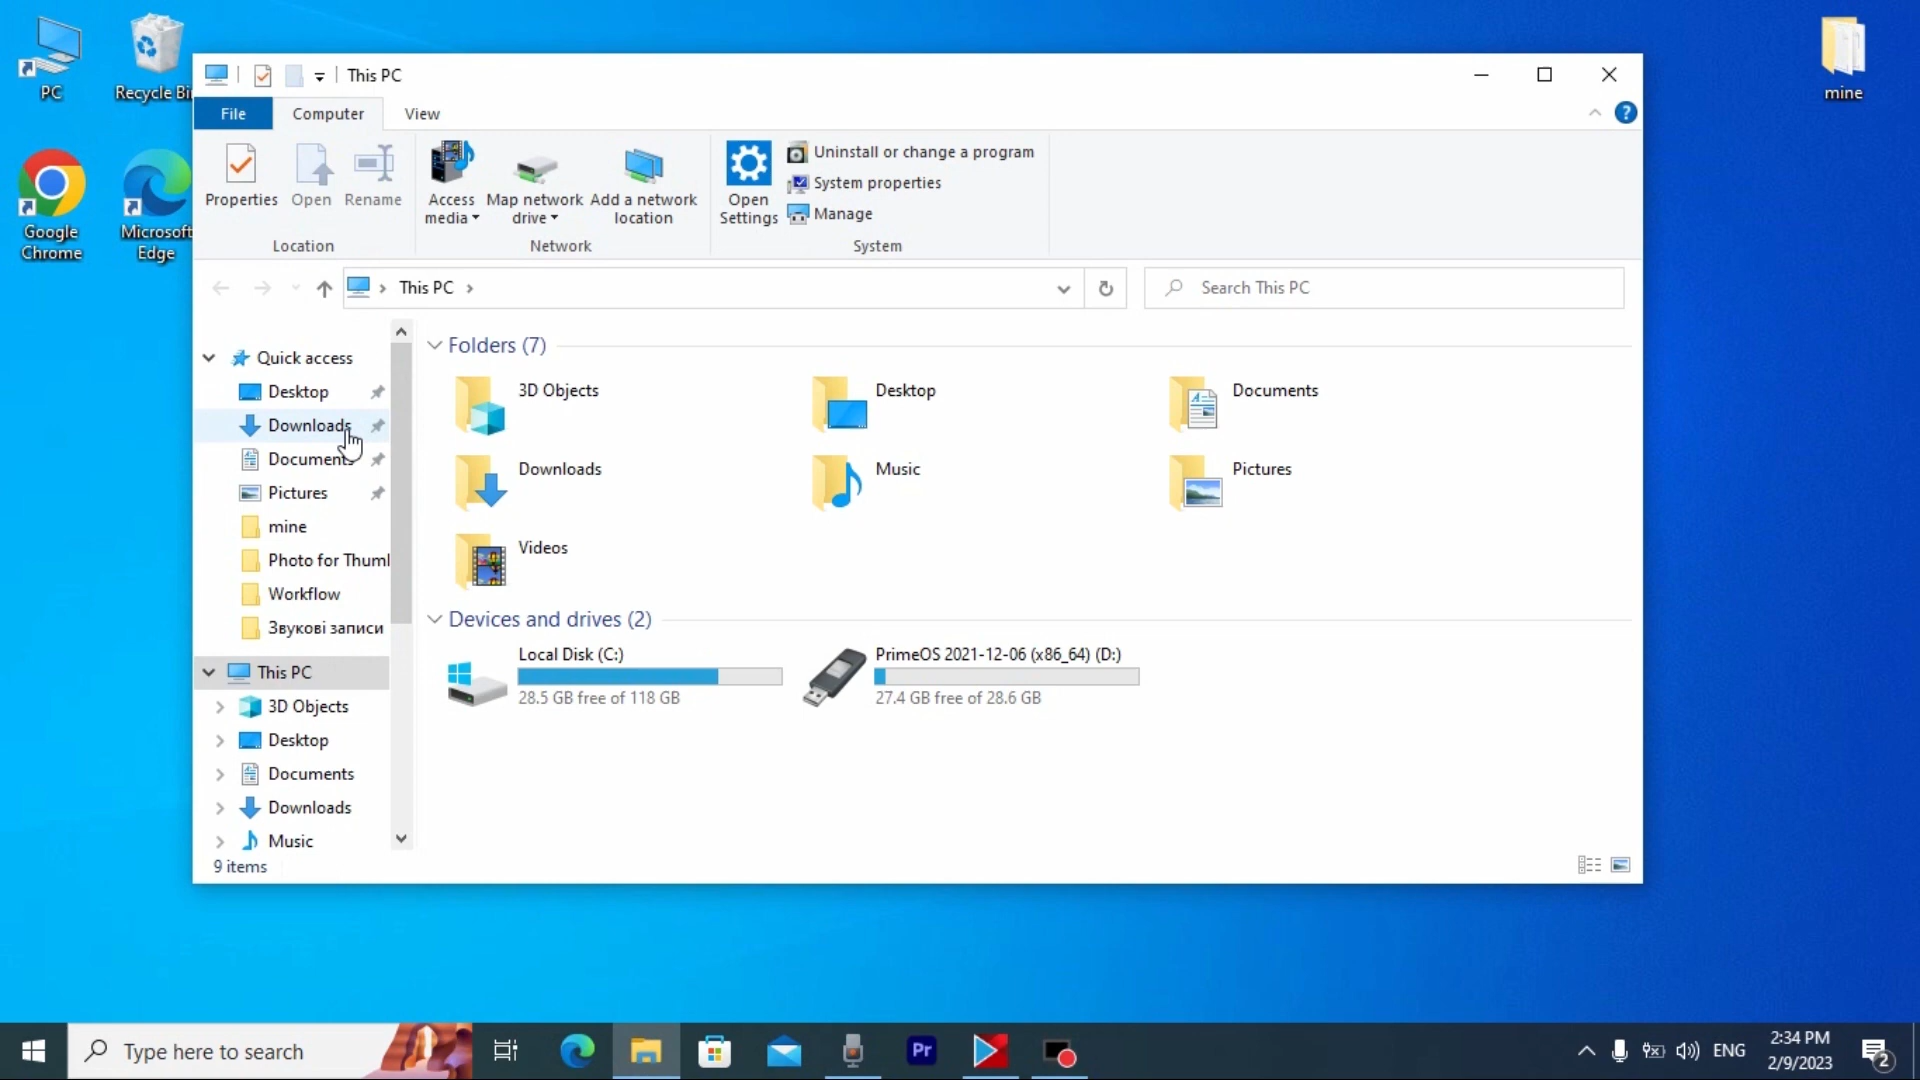 PC
Recycle Bi
Google
Chrome
Microsoft
Edge
mine
This PC
File
Computer
View
?
Properties
Open
Rename
Access
media
Map network
drive
Add a network
location
Open
Settings
Uninstall or change a program
System properties
Manage
Location
Network
System
This PC
Search This PC
Quick access
Desktop
Downloads
Documents
Pictures
mine
Photo for Thum
Workflow
Звукові записи
This PC
3D Objects
Desktop
Documents
Downloads
Music
9 items
Folders (7)
3D Objects
Desktop
Documents
Downloads
Music
Pictures
Videos
Devices and drives (2)
Local Disk (C:)
28.5 GB free of 118 GB
PrimeOS 2021-12-06 (x86_64) (D:)
27.4 GB free of 28.6 GB
Type here to search
Pr
ENG
2:34 PM
2/9/2023
2